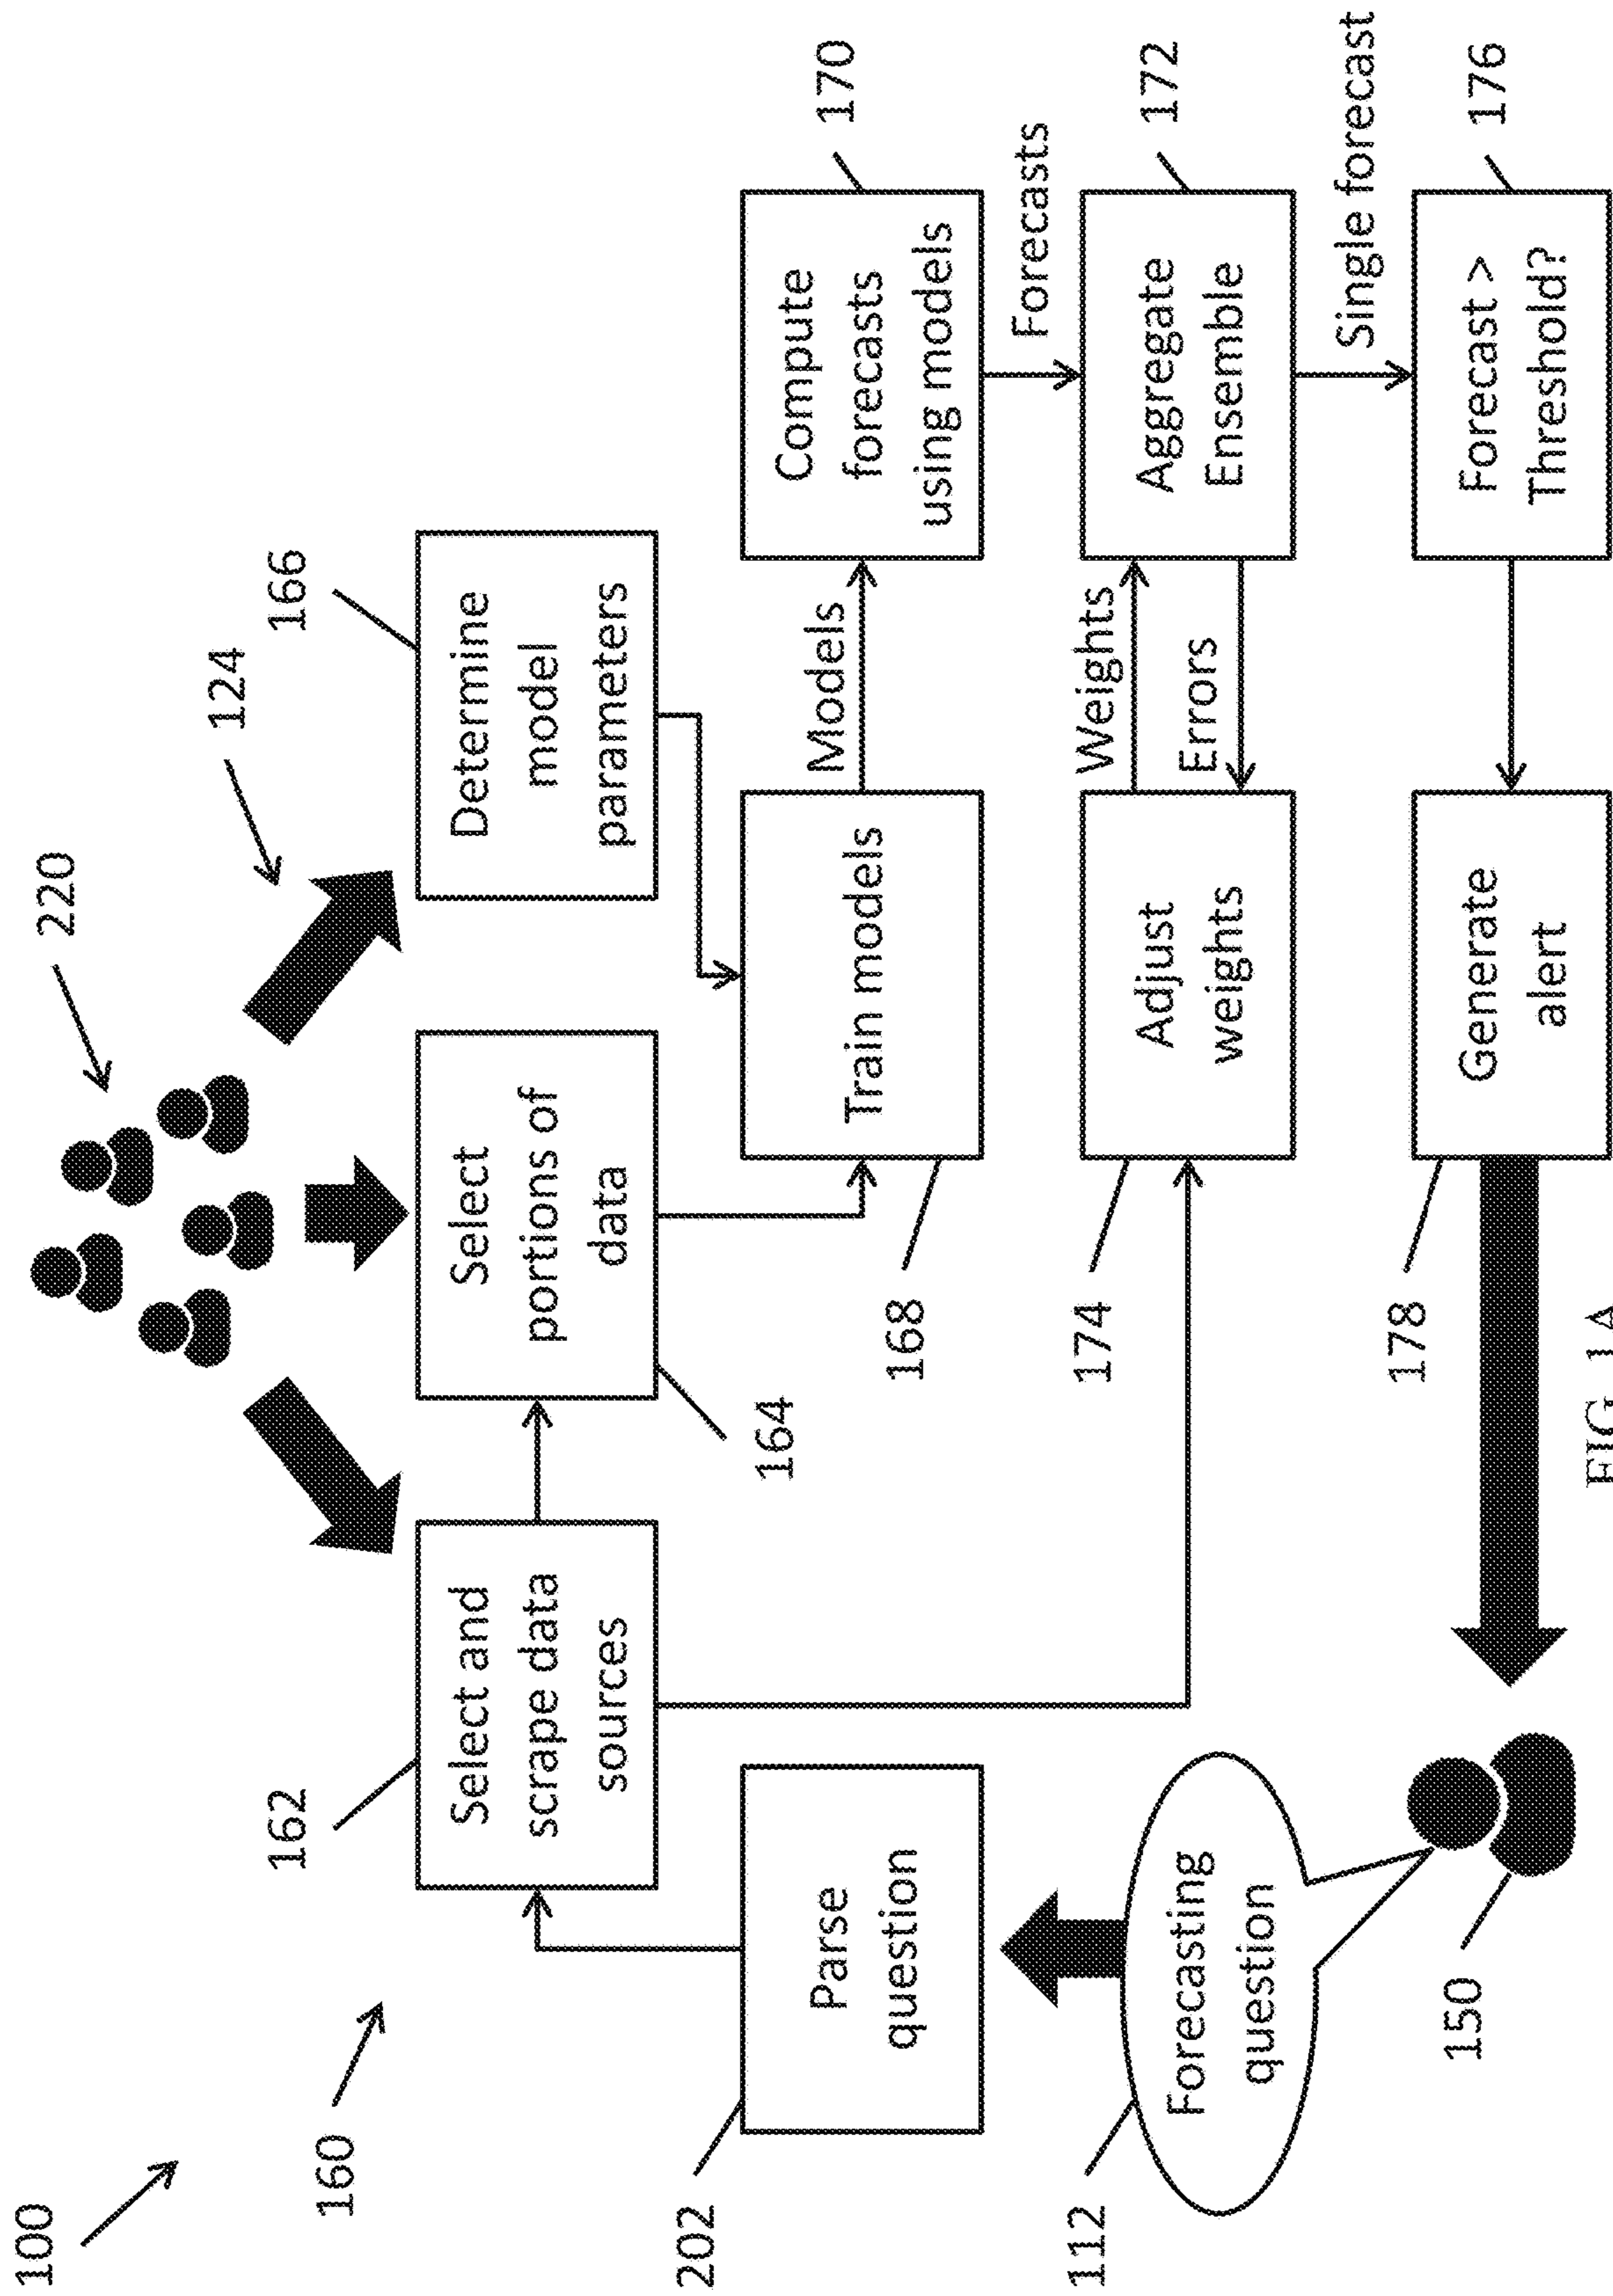 100
160
220
124
162
Select and
scrape data
sources
164
Select
portions of
data
166
Determine
model
parameters
202
Parse
question
168
Train models
Models
170
Compute
forecasts
using models
Forecasts
112
Forecasting
question
174
Adjust
weights
Weights
Errors
172
Aggregate
Ensemble
Single forecast
150
178
Generate
alert
176
Forecast >
Threshold?
FIG. 1A